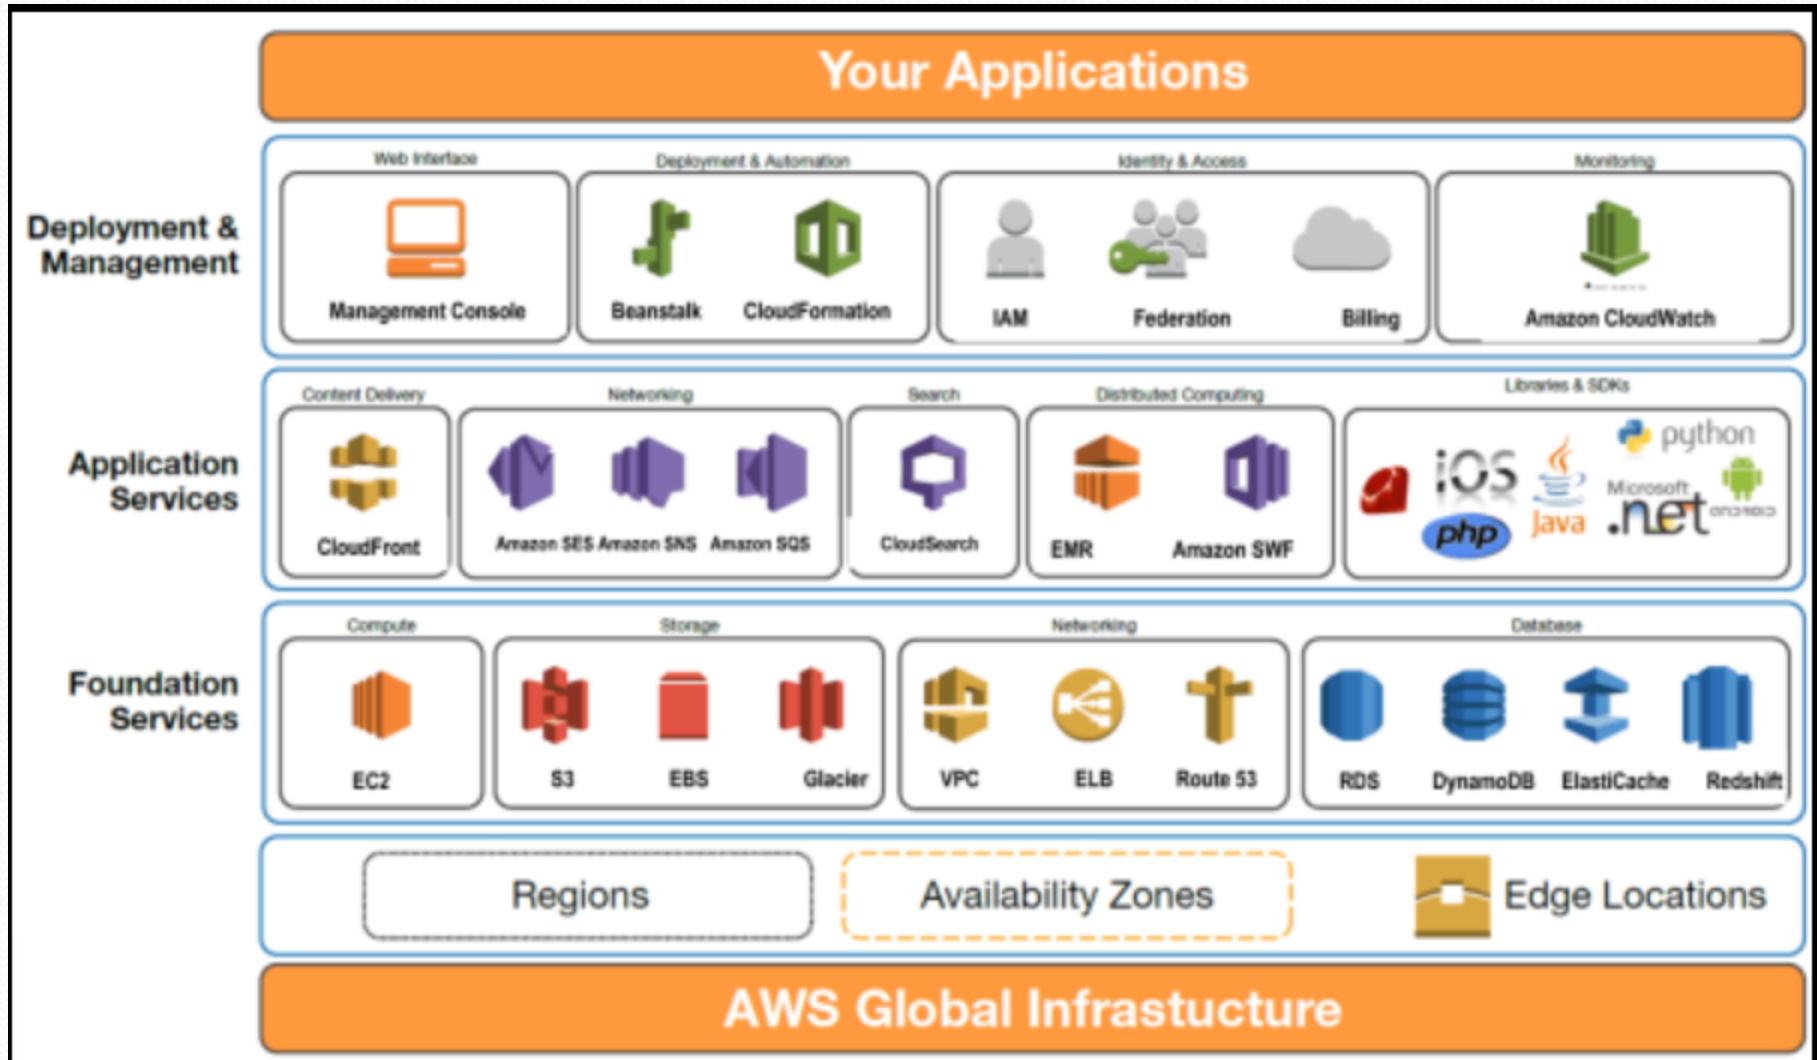 Your Applications
Deployment &
Management
Web Interface
Deployment & Automation
Identity & Access
Monitoring
Management Console
Beanstalk
CloudFormation
IAM
Federation
Billing
Amazon CloudWatch
Application
Services
Content Delivery
Networking
Search
Distributed Computing
Libraries & SDKs
CloudFront
Amazon SES
Amazon SNS
Amazon SQS
CloudSearch
EMR
Amazon SWF
iOS
php
Java
python
Microsoft
.net
android
Foundation
Services
Compute
Storage
Networking
Database
EC2
S3
EBS
Glacier
VPC
ELB
Route 53
RDS
DynamoDB
ElastiCache
Redshift
Regions
Availability Zones
Edge Locations
AWS Global Infrastucture